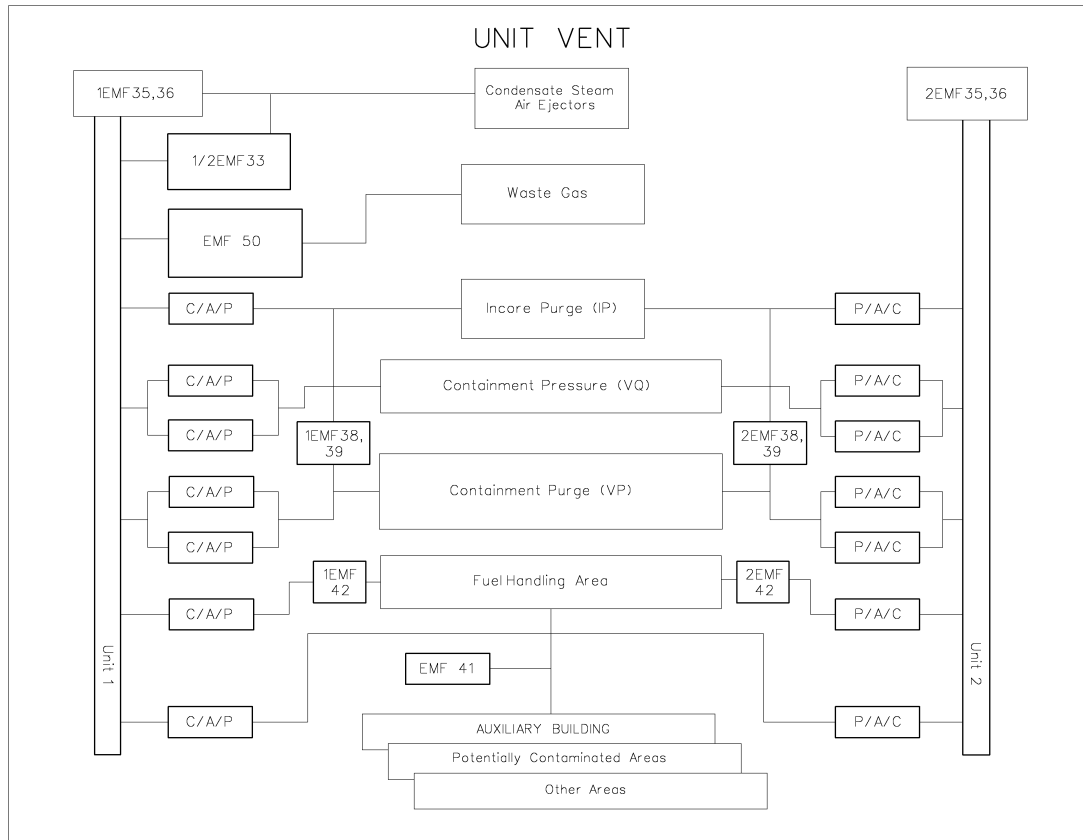 UNIT VENT
1EMF35,36
Condensate Steam
Air Ejectors
2EMF35,36
1/2EMF33
Waste Gas
EMF 50
C/A/P
Incore Purge (IP)
P/A/C
C/A/P
Containment Pressure (VQ)
P/A/C
C/A/P
1EMF38,
39
2EMF38,
39
P/A/C
C/A/P
Containment Purge (VP)
P/A/C
C/A/P
P/A/C
1EMF
42
Fuel Handling Area
2EMF
42
C/A/P
P/A/C
Unit 1
EMF 41
Unit 2
C/A/P
AUXILIARY BUILDING
P/A/C
Potentially Contaminated Areas
Other Areas